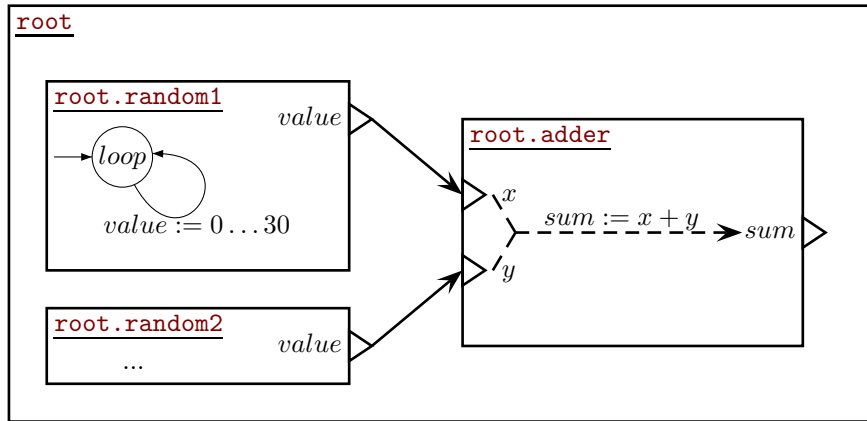 root
root.random1
value
loop
value := 0...30
root.adder
x
sum := x + y
sum
y
root.random2
value
...